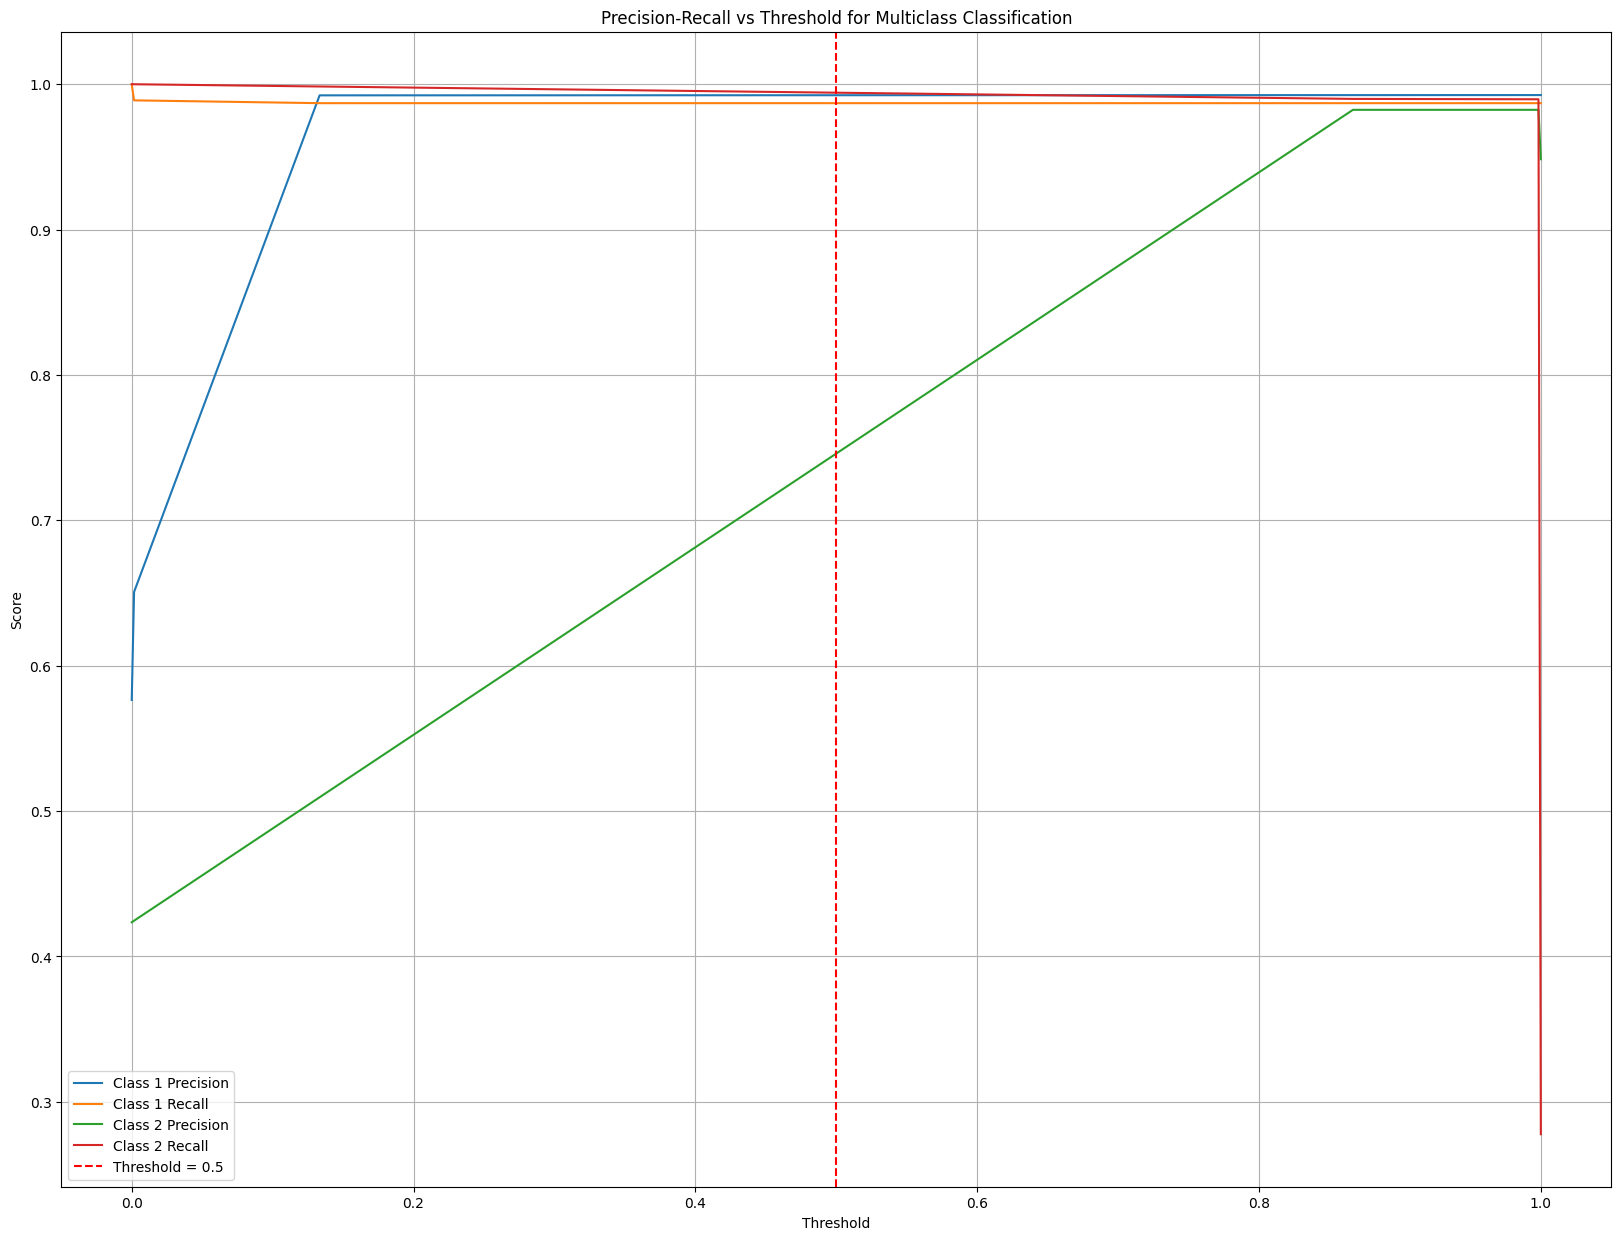 Precision-Recall vs Threshold for Multiclass Classification
1.0
0.9
0.8
0.7
0.6
0.5
0.4
0.3
Score
Class 1 Precision
Class 1 Recall
Class 2 Precision
Class 2 Recall
Threshold = 0.5
0.0
0.2
0.4
0.6
0.8
1.0
Threshold